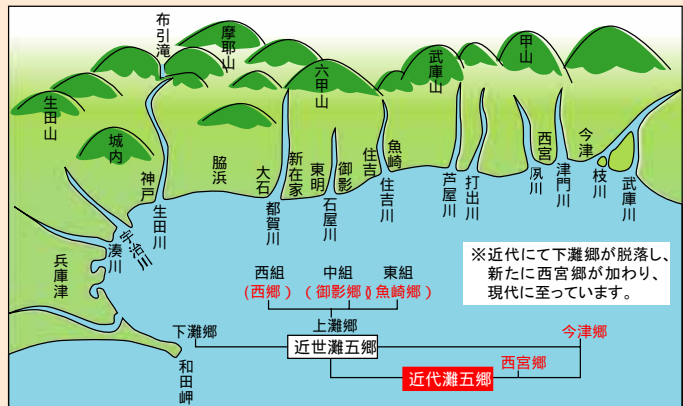 布引滝
摩耶山
六甲山
武庫山
甲山
生田山
城内
神戸
生田川
宇治川
湊川
兵庫津
和田岬
脇浜
大石
都賀川
新在家
東明
石屋川
御影
住吉
住吉川
魚崎
芦屋川
打出川
夙川
西宮
津門川
今津
枝川
武庫川
※近代にて下灘郷が脱落し、
新たに西宮郷が加わり、
現代に至っています。
西組 中組 東組
(西郷) (御影郷)(魚崎郷)
上灘郷
下灘郷
近世灘五郷
今津郷
西宮郷
近代灘五郷